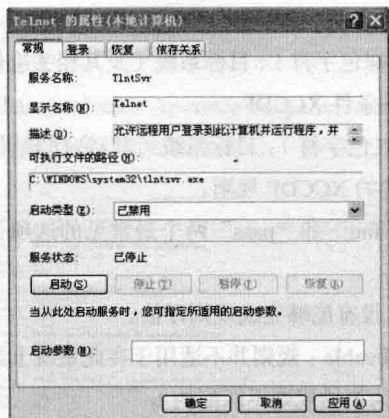 Telnet 的属性(本地计算机)
常规 登录 恢复 依存关系
服务名称: TlntSvr
显示名称(N): Telnet
描述(D): 允许远程用户登录到此计算机并运行程序，并
可执行文件的路径(H):
C:\WINDOWS\system32\tlntsvr.exe
启动类型(E): 已禁用
服务状态: 已停止
启动(S) 停止(T) 暂停(P) 恢复(R)
当从此处启动服务时，您可指定所适用的启动参数。
启动参数(M):
确定 取消 应用(A)